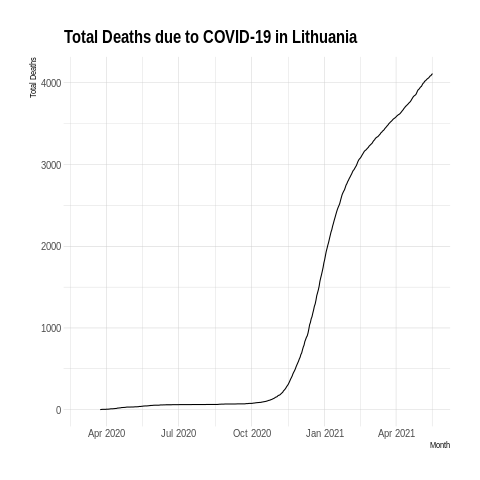 Total Deaths due to COVID-19 in Lithuania
Total Deaths
4000
3000
2000
1000
0
Apr 2020 Jul 2020 Oct 2020 Jan 2021 Apr 2021
Month